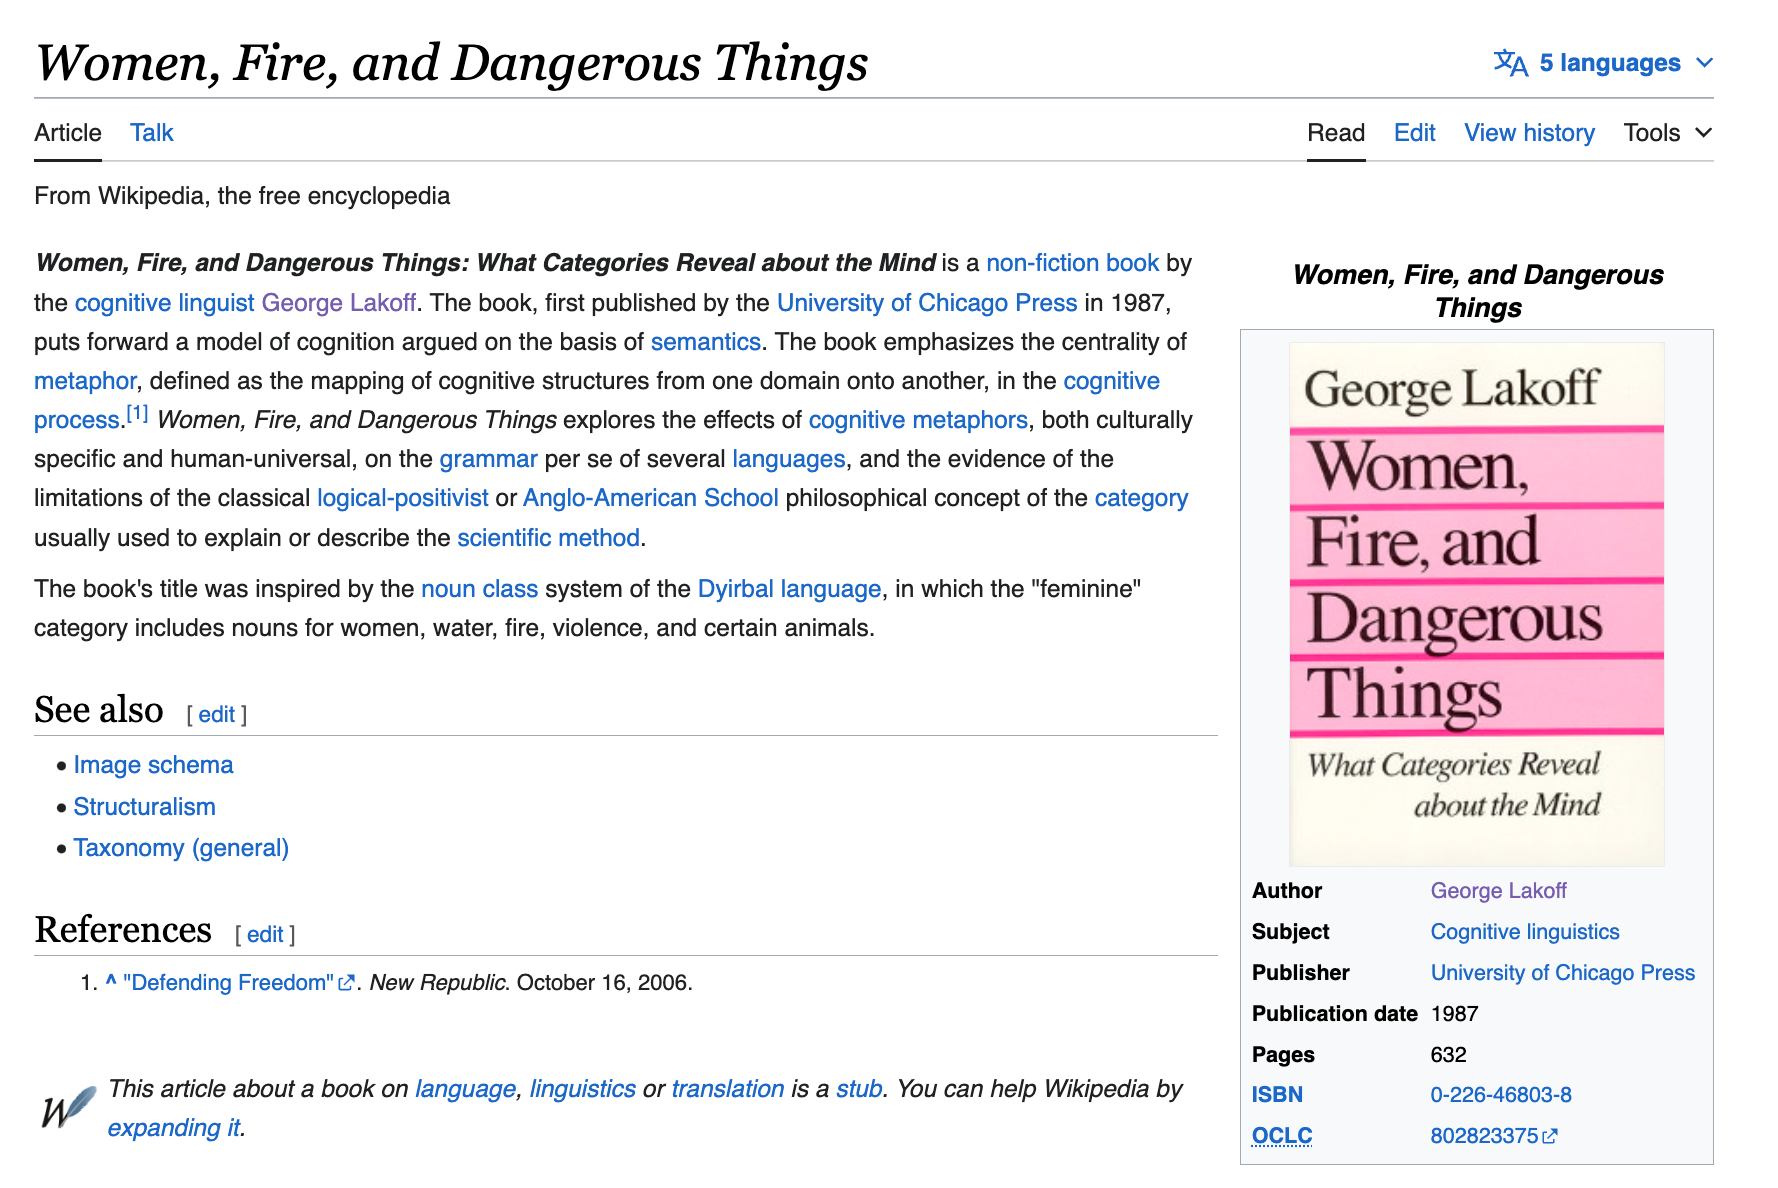 Women, Fire, and Dangerous Things
5 languages
Article Talk
Read Edit View history Tools
From Wikipedia, the free encyclopedia
Women, Fire, and Dangerous Things: What Categories Reveal about the Mind is a non-fiction book by
the cognitive linguist George Lakoff. The book, first published by the University of Chicago Press in 1987,
puts forward a model of cognition argued on the basis of semantics. The book emphasizes the centrality of
metaphor, defined as the mapping of cognitive structures from one domain onto another, in the cognitive
process.[1] Women, Fire, and Dangerous Things explores the effects of cognitive metaphors, both culturally
specific and human-universal, on the grammar per se of several languages, and the evidence of the
limitations of the classical logical-positivist or Anglo-American School philosophical concept of the category
usually used to explain or describe the scientific method.
The book's title was inspired by the noun class system of the Dyirbal language, in which the "feminine"
category includes nouns for women, water, fire, violence, and certain animals.
See also [ edit ]
• Image schema
• Structuralism
• Taxonomy (general)
References [ edit ]
1. ^ "Defending Freedom". New Republic. October 16, 2006.
W
This article about a book on language, linguistics or translation is a stub. You can help Wikipedia by
expanding it.
Women, Fire, and Dangerous
Things
George Lakoff
Women,
Fire, and
Dangerous
Things
What Categories Reveal
about the Mind
Author George Lakoff
Subject Cognitive linguistics
Publisher University of Chicago Press
Publication date 1987
Pages 632
ISBN 0-226-46803-8
OCLC 802823375